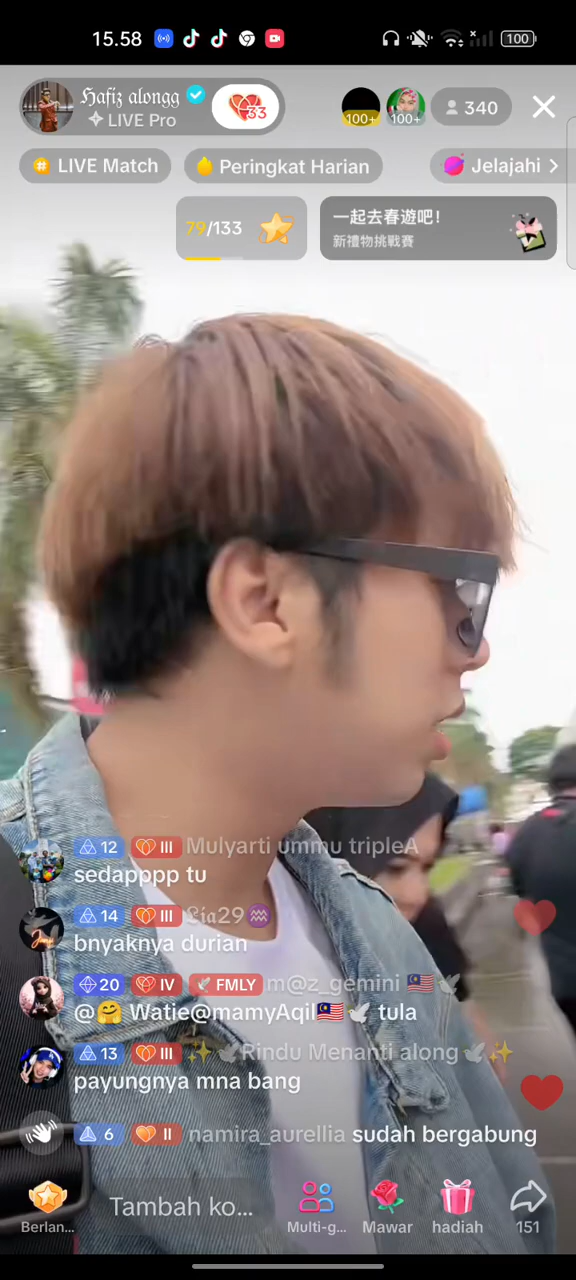 15.58
100
Hafiz alongg
LIVE Pro
33
100+
100+
340
LIVE Match
Peringkat Harian
Jelajahi
79/133
一起去春遊吧!
新禮物挑戰賽
12 III Mulyarti ummu tripleA
sedapppp tu
14 III Lia29♒
bnyaknya durian
20 IV FMLY m@z_gemini 🇲🇾🕊
@🤗 Watie@mamyAqil🇲🇾🕊 tula
13 III ✨🕊Rindu Menanti along🕊✨
payungnya mna bang
6 II namira_aurellia sudah bergabung
Berlan...
Tambah ko...
Multi-g...
Mawar
hadiah
151